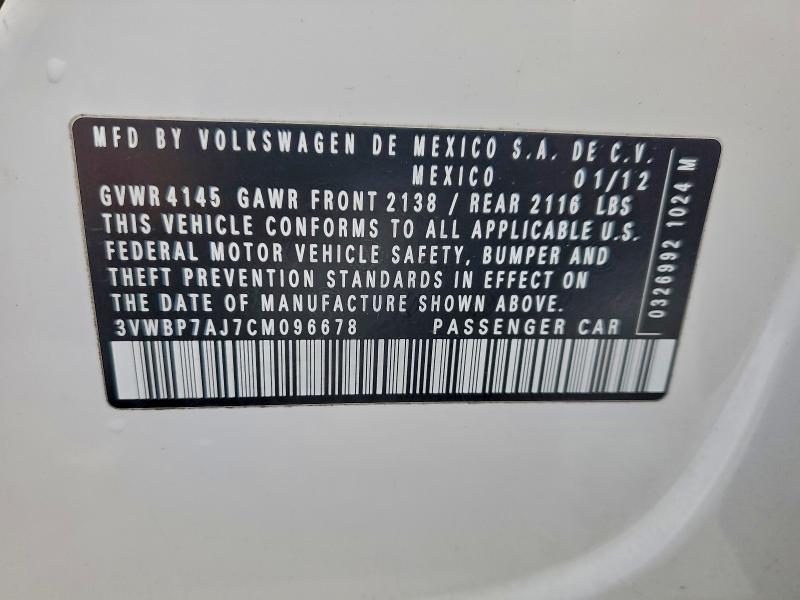 MFD BY VOLKSWAGEN DE MEXICO S.A. DE C.V.
MEXICO 01/12
GVWR 4145 GAWR FRONT 2138 / REAR 2116 LBS
THIS VEHICLE CONFORMS TO ALL APPLICABLE U.S.
FEDERAL MOTOR VEHICLE SAFETY, BUMPER AND
THEFT PREVENTION STANDARDS IN EFFECT ON
THE DATE OF MANUFACTURE SHOWN ABOVE.
3VWBP7AJ7CM096678 PASSENGER CAR
0326992 1024 M